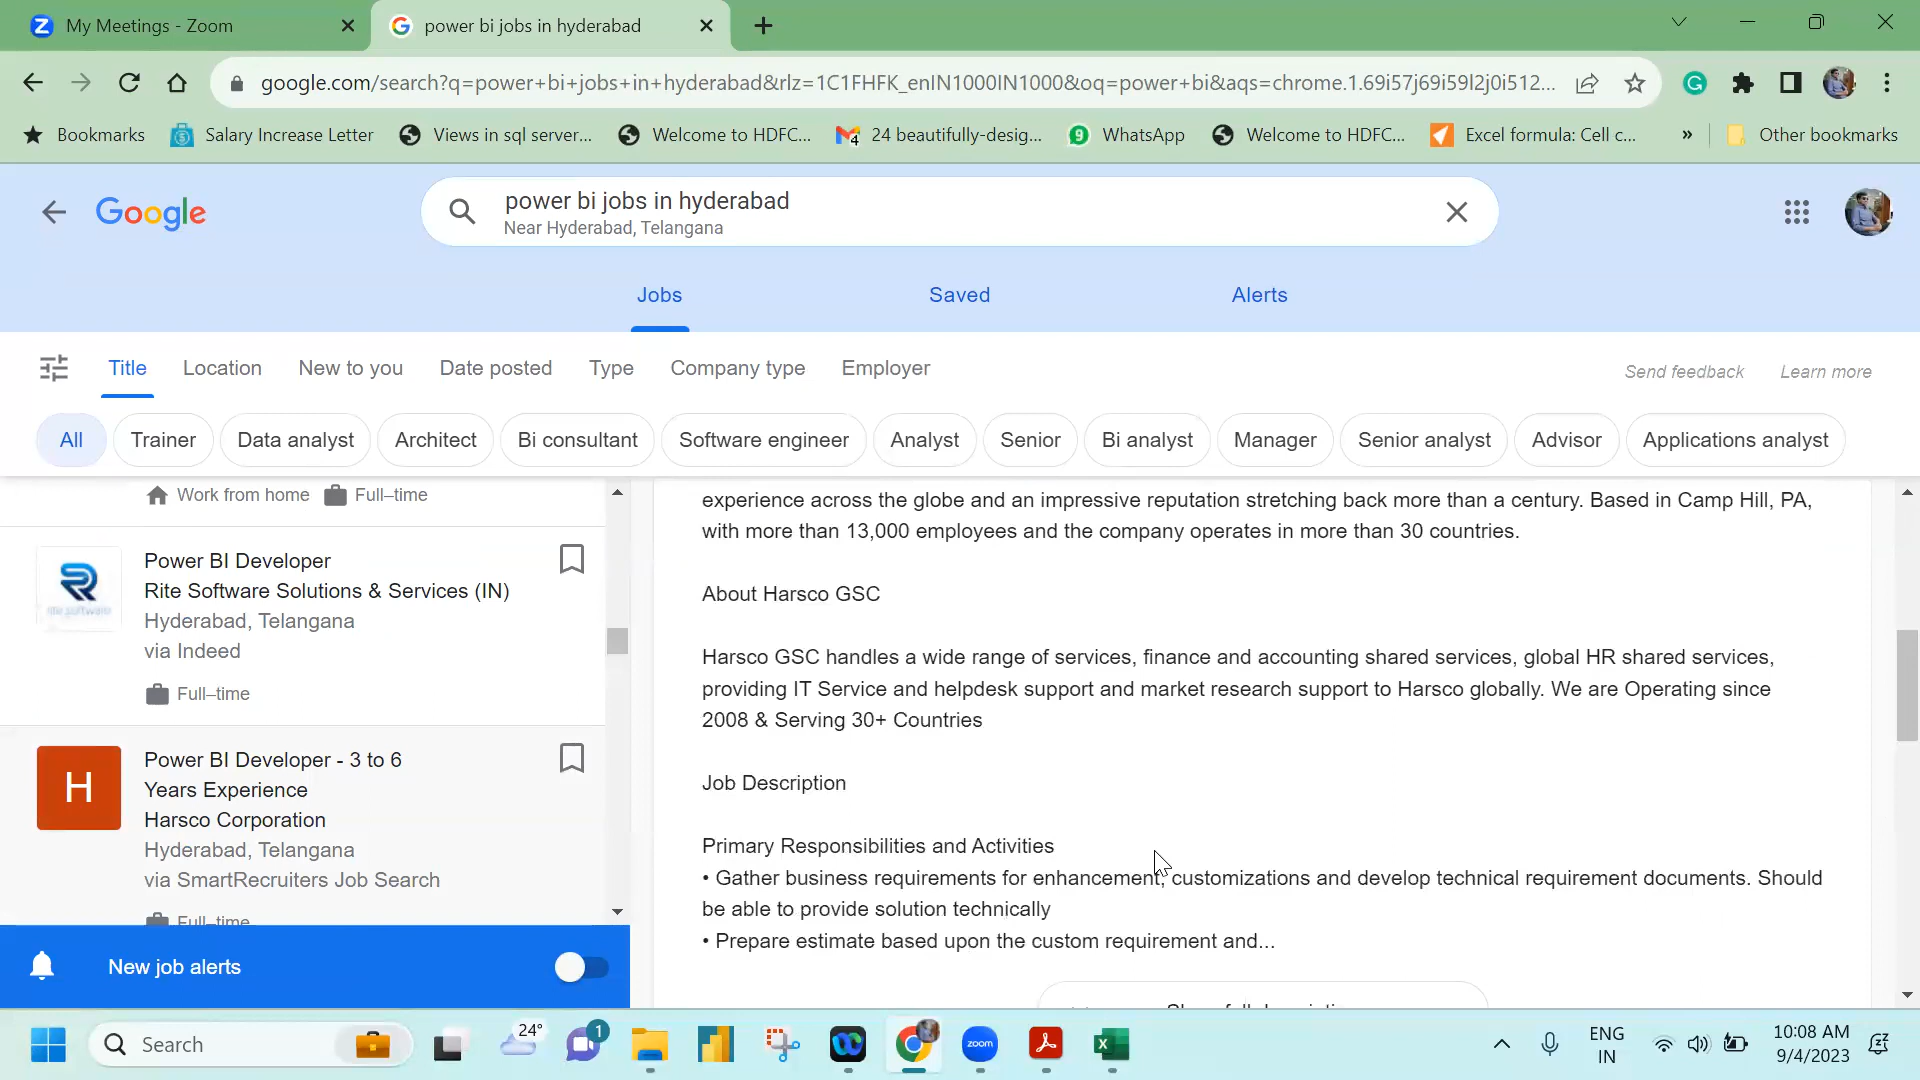 My Meetings - Zoom
power bi jobs in hyderabad
google.com/search?q=power+bi+jobs+in+hyderabad&rlz=1C1FHFK_enIN1000IN1000&oq=power+bi&aqs=chrome.1.69i57j69i59l2j0i512...
Bookmarks
Salary Increase Letter
Views in sql server...
Welcome to HDFC...
24 beautifully-desig...
WhatsApp
Welcome to HDFC...
Excel formula: Cell c...
»
Other bookmarks
Google
power bi jobs in hyderabad
Near Hyderabad, Telangana
Jobs
Saved
Alerts
Title
Location
New to you
Date posted
Type
Company type
Employer
Send feedback
Learn more
All
Trainer
Data analyst
Architect
Bi consultant
Software engineer
Analyst
Senior
Bi analyst
Manager
Senior analyst
Advisor
Applications analyst
Work from home
Full–time
Power BI Developer
Rite Software Solutions & Services (IN)
Hyderabad, Telangana
via Indeed
Full–time
H
Power BI Developer - 3 to 6
Years Experience
Harsco Corporation
Hyderabad, Telangana
via SmartRecruiters Job Search
Full–time
New job alerts
experience across the globe and an impressive reputation stretching back more than a century. Based in Camp Hill, PA,
with more than 13,000 employees and the company operates in more than 30 countries.
About Harsco GSC
Harsco GSC handles a wide range of services, finance and accounting shared services, global HR shared services,
providing IT Service and helpdesk support and market research support to Harsco globally. We are Operating since
2008 & Serving 30+ Countries
Job Description
Primary Responsibilities and Activities
• Gather business requirements for enhancement, customizations and develop technical requirement documents. Should
be able to provide solution technically
• Prepare estimate based upon the custom requirement and...
Search
24°
1
zoom
ENG
IN
10:08 AM
9/4/2023